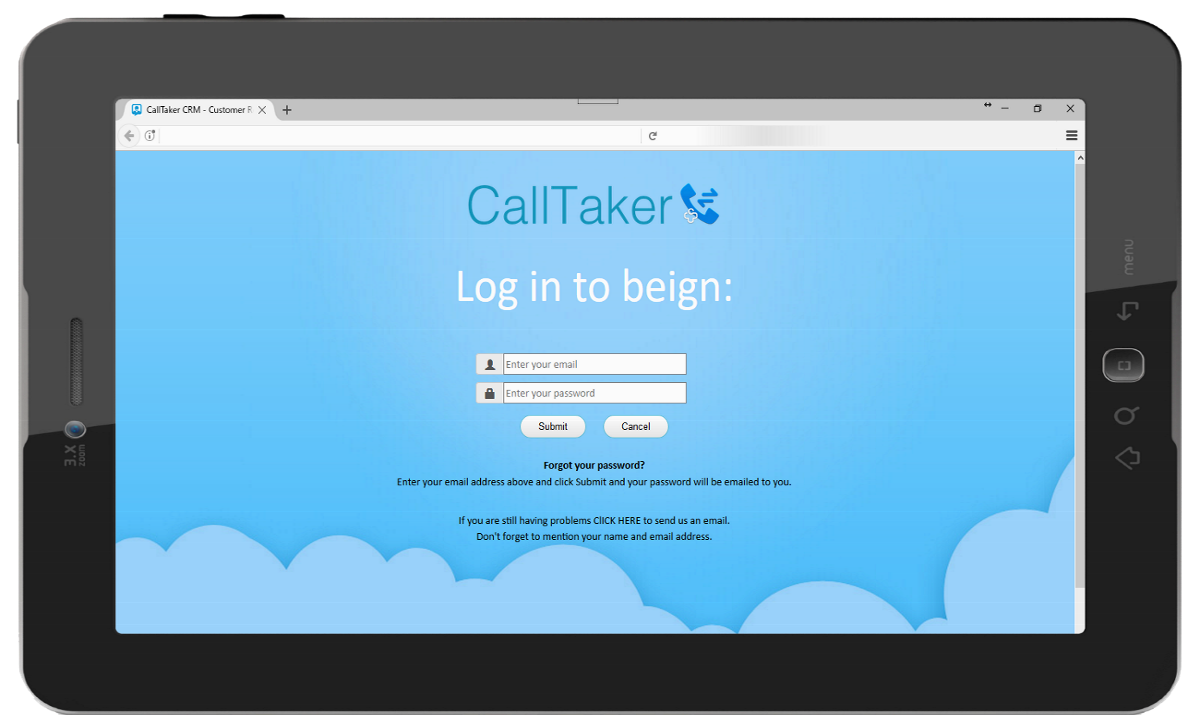 CallTaker CRM - Customer R
CallTaker
Log in to beign:
Enter your email
Enter your password
Submit Cancel
Forgot your password?
Enter your email address above and click Submit and your password will be emailed to you.
If you are still having problems ClICK HERE to send us an email.
Don't forget to mention your name and email address.
menu
3.X
zoom